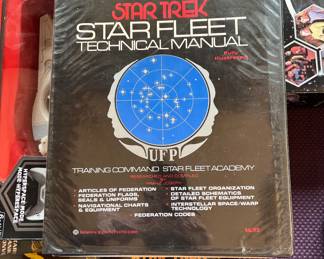 STAR TREK
STAR FLEET
TECHNICAL MANUAL
UFP
TRAINING COMMAND STAR FLEET ACADEMY
• ARTICLES OF FEDERATION
• FEDERATION FLAGS,
SEALS & UNIFORMS
• NAVIGATIONAL CHARTS
& EQUIPMENT
• STAR FLEET ORGANIZATION
• DETAILED SCHEMATICS
OF STAR FLEET EQUIPMENT
• INTERSTELLAR SPACE/WARP
TECHNOLOGY
• FEDERATION CODES